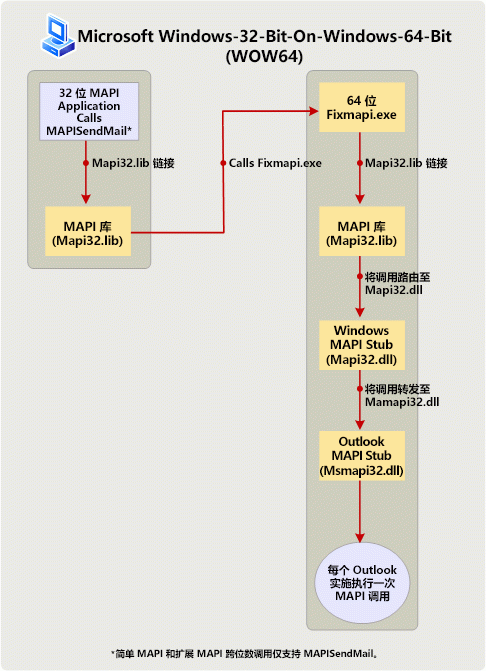 Microsoft Windows-32-Bit-On-Windows-64-Bit
(WOW64)
32 位 MAPI
Application
Calls
MAPISendMail*
Mapi32.lib 链接
MAPI 库
(Mapi32.lib)
Calls Fixmapi.exe
64 位
Fixmapi.exe
Mapi32.lib 链接
MAPI 库
(Mapi32.lib)
将调用路由至
Mapi32.dll
Windows
MAPI Stub
(Mapi32.dll)
将调用转发至
Mamapi32.dll
Outlook
MAPI Stub
(Msmapi32.dll)
每个 Outlook
实施执行一次
MAPI 调用
*简单 MAPI 和扩展 MAPI 跨位数调用仅支持 MAPISendMail。